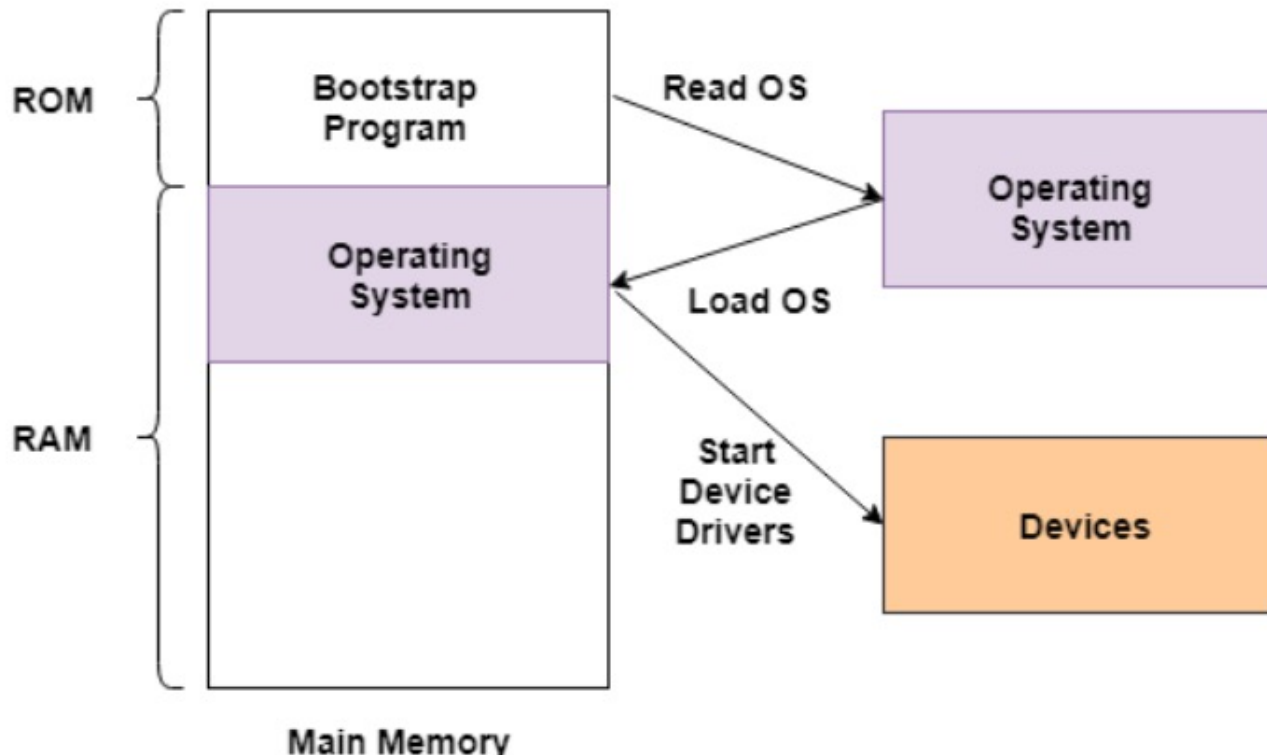 ROM
Bootstrap
Program
Read OS
Operating
System
Operating
System
Load OS
RAM
Start
Device
Drivers
Devices
Main Memory